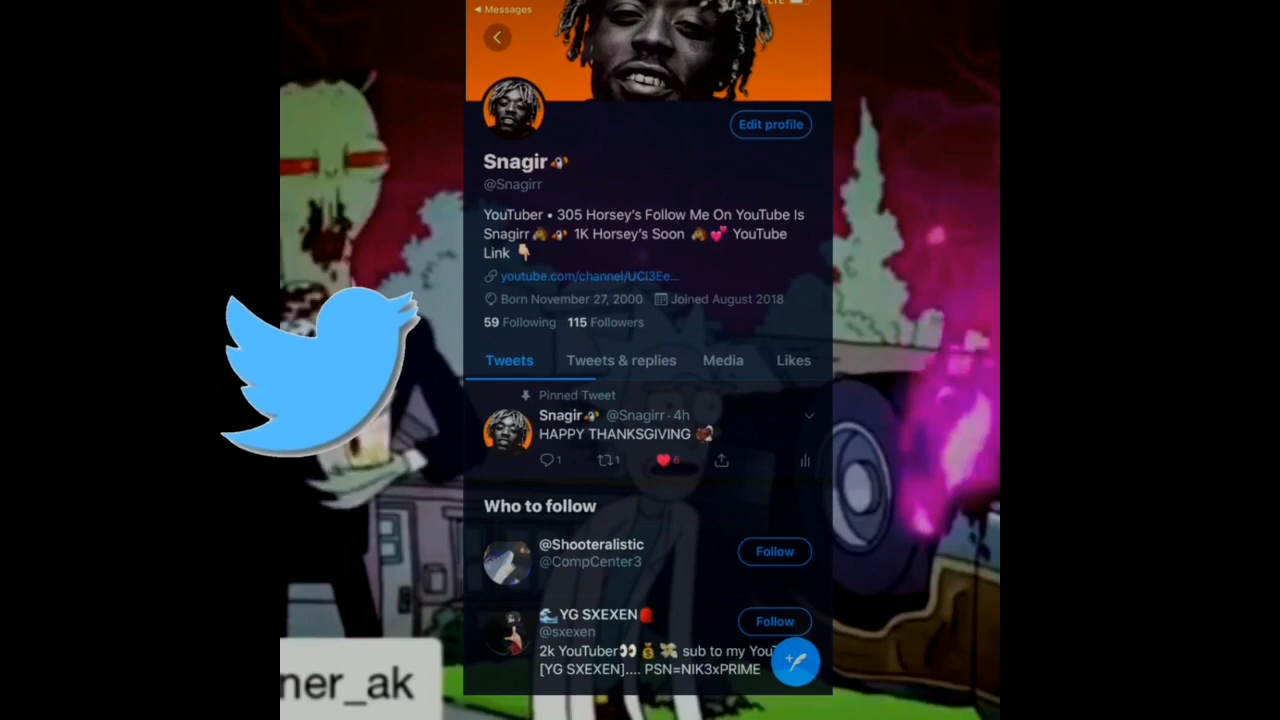 ◀ Messages
LTE
Edit profile
Snagir🐶
@Snagirr
YouTuber • 305 Horsey's Follow Me On YouTube Is
Snagirr🐴🐶 1K Horsey's Soon 🐴💕 YouTube
Link 👇🏼
youtube.com/channel/UCI3Ee...
Born November 27, 2000 Joined August 2018
59 Following 115 Followers
Tweets Tweets & replies Media Likes
Pinned Tweet
Snagir🐶 @Snagirr · 4h
HAPPY THANKSGIVING 🦃
1 1 6
Who to follow
@Shooteralistic
@CompCenter3
Follow
🌊YG SXEXEN🎒
@sxexen
Follow
2k YouTuber👀 💰 💸 sub to my You
[YG SXEXEN].... PSN=NIK3xPRIME
ner_ak